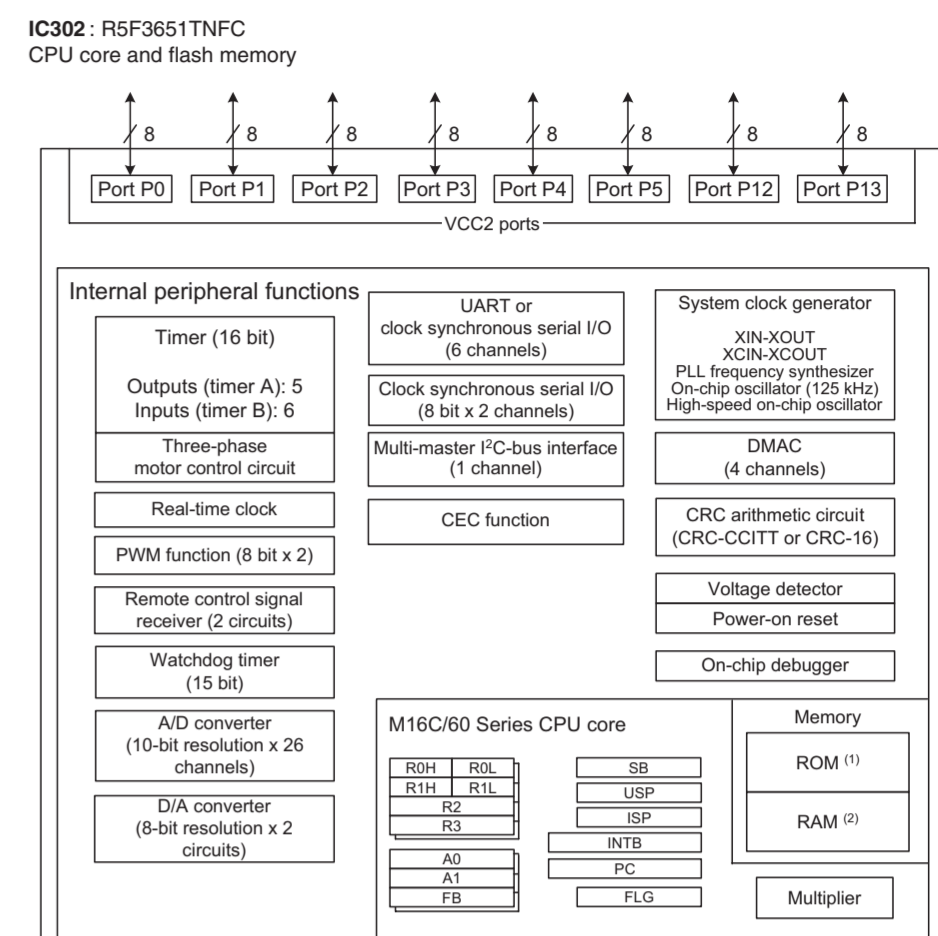 IC302 : R5F3651TNFC
CPU core and flash memory
8 8 8 8 8 8 8 8
Port P0 Port P1 Port P2 Port P3 Port P4 Port P5 Port P12 Port P13
VCC2 ports
Internal peripheral functions
Timer (16 bit)
Outputs (timer A): 5
Inputs (timer B): 6
Three-phase
motor control circuit
Real-time clock
PWM function (8 bit x 2)
Remote control signal
receiver (2 circuits)
Watchdog timer
(15 bit)
A/D converter
(10-bit resolution x 26
channels)
D/A converter
(8-bit resolution x 2
circuits)
UART or
clock synchronous serial I/O
(6 channels)
Clock synchronous serial I/O
(8 bit x 2 channels)
Multi-master I²C-bus interface
(1 channel)
CEC function
System clock generator
XIN-XOUT
XCIN-XCOUT
PLL frequency synthesizer
On-chip oscillator (125 kHz)
High-speed on-chip oscillator
DMAC
(4 channels)
CRC arithmetic circuit
(CRC-CCITT or CRC-16)
Voltage detector
Power-on reset
On-chip debugger
M16C/60 Series CPU core
R0H R0L
R1H R1L
R2
R3
A0
A1
FB
SB
USP
ISP
INTB
PC
FLG
Memory
ROM (1)
RAM (2)
Multiplier